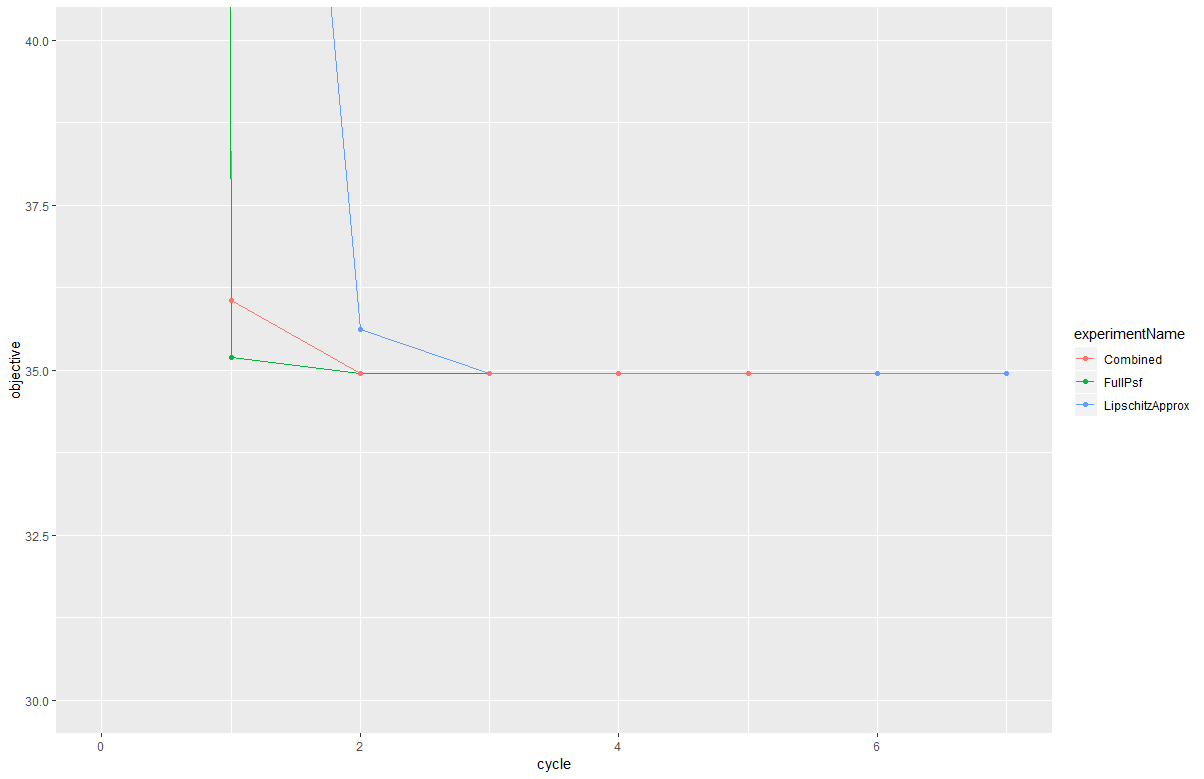 40.0
37.5
35.0
32.5
30.0
objective
0
2
4
6
cycle
experimentName
Combined
FullPsf
LipschitzApprox